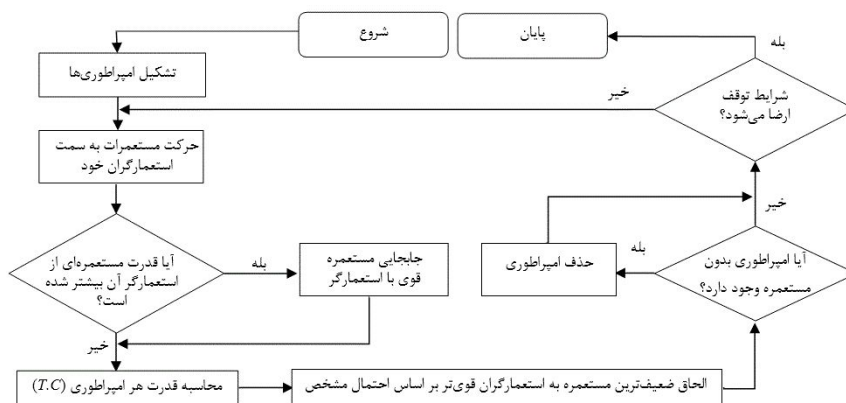 شروع
پایان
تشکیل امپراطوری‌ها
حرکت مستعمرات به سمت
استعمارگران خود
آیا قدرت مستعمره‌ای از
استعمارگر آن بیشتر شده
است؟
بله
جابجایی مستعمره
قوی با استعمارگر
خیر
محاسبه قدرت هر امپراطوری (T.C)
الحاق ضعیف‌ترین مستعمره به استعمارگران قوی‌تر بر اساس احتمال مشخص
آیا امپراطوری بدون
مستعمره وجود دارد؟
بله
حذف امپراطوری
خیر
شرایط توقف
ارضا می‌شود؟
خیر
بله